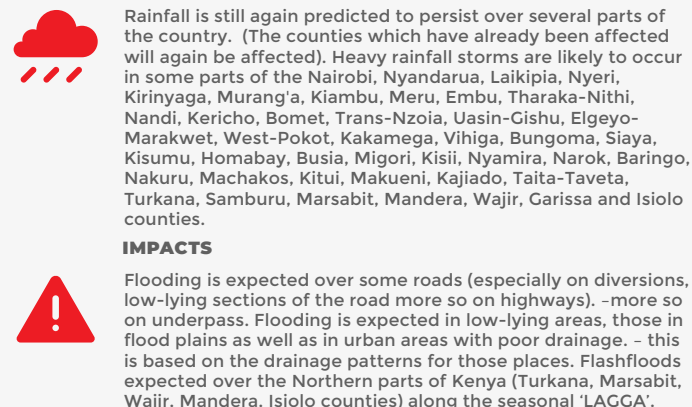 Rainfall is still again predicted to persist over several parts of
the country. (The counties which have already been affected
will again be affected). Heavy rainfall storms are likely to occur
in some parts of the Nairobi, Nyandarua, Laikipia, Nyeri,
Kirinyaga, Murang'a, Kiambu, Meru, Embu, Tharaka-Nithi,
Nandi, Kericho, Bomet, Trans-Nzoia, Uasin-Gishu, Elgeyo-
Marakwet, West-Pokot, Kakamega, Vihiga, Bungoma, Siaya,
Kisumu, Homabay, Busia, Migori, Kisii, Nyamira, Narok, Baringo,
Nakuru, Machakos, Kitui, Makueni, Kajiado, Taita-Taveta,
Turkana, Samburu, Marsabit, Mandera, Wajir, Garissa and Isiolo
counties.
IMPACTS
Flooding is expected over some roads (especially on diversions,
low-lying sections of the road more so on highways). –more so
on underpass. Flooding is expected in low-lying areas, those in
flood plains as well as in urban areas with poor drainage. – this
is based on the drainage patterns for those places. Flashfloods
expected over the Northern parts of Kenya (Turkana, Marsabit,
Wajir, Mandera, Isiolo counties) along the seasonal ‘LAGGA’.